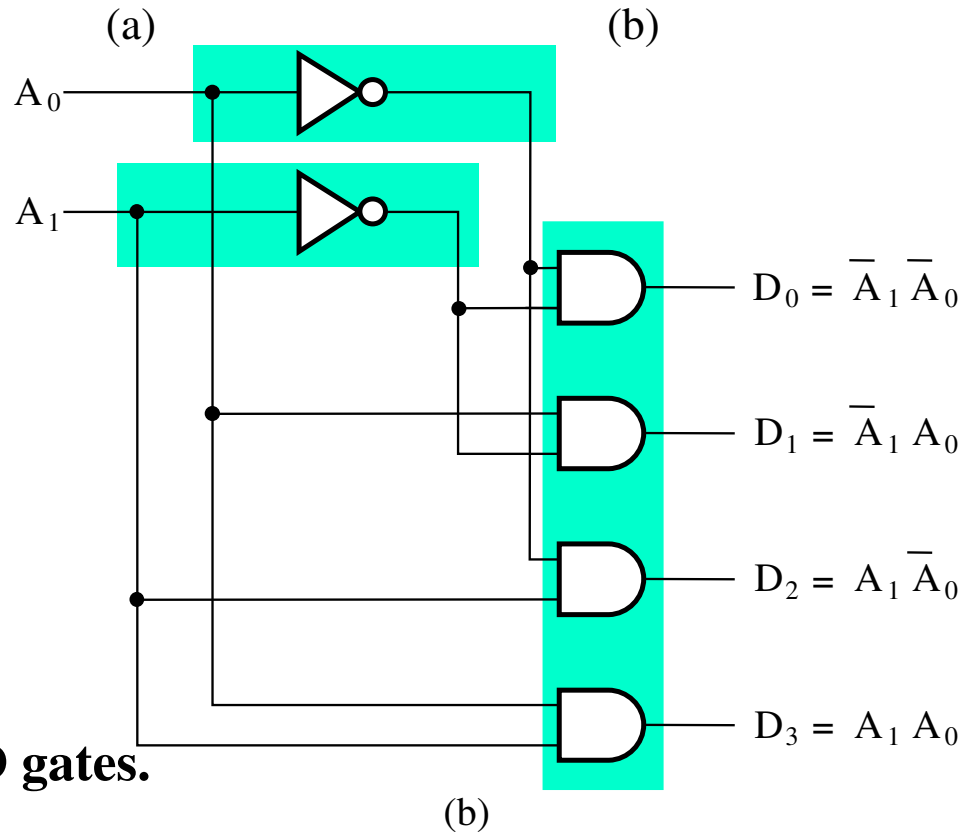 (a) (b)
A₀
A₁
D₀ = A̅₁ A̅₀
D₁ = A̅₁ A₀
D₂ = A₁ A̅₀
D₃ = A₁ A₀
gates.
(b)